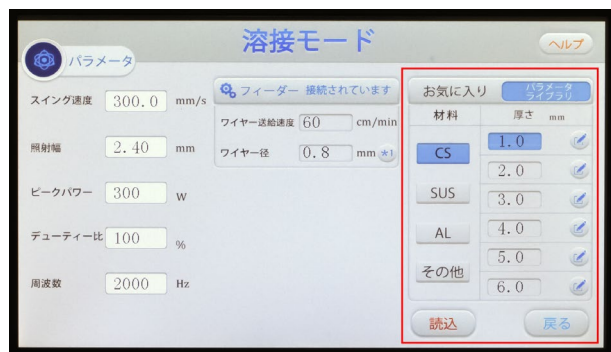 溶接モード
ヘルプ
パラメータ
スイング速度 300.0 mm/s
照射幅 2.40 mm
ピークパワー 300 W
デューティー比 100 %
周波数 2000 Hz
フィーダー 接続されています
ワイヤー送給速度 60 cm/min
ワイヤー径 0.8 mm *1
お気に入り
パラメータ
ライブラリ
材料 厚さ mm
CS
SUS
AL
その他
1.0
2.0
3.0
4.0
5.0
6.0
読込
戻る